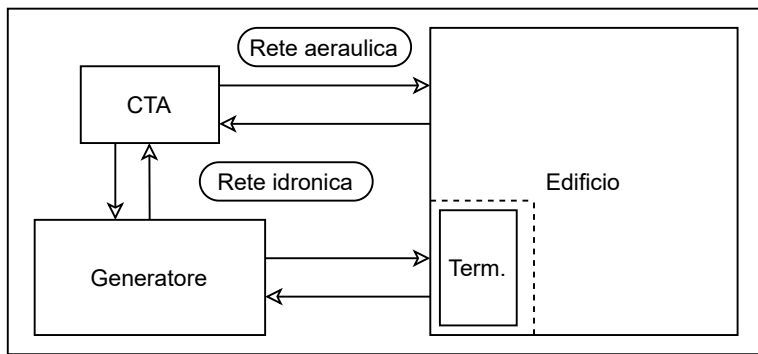 Rete aeraulica
CTA
Rete idronica
Edificio
Generatore
Term.